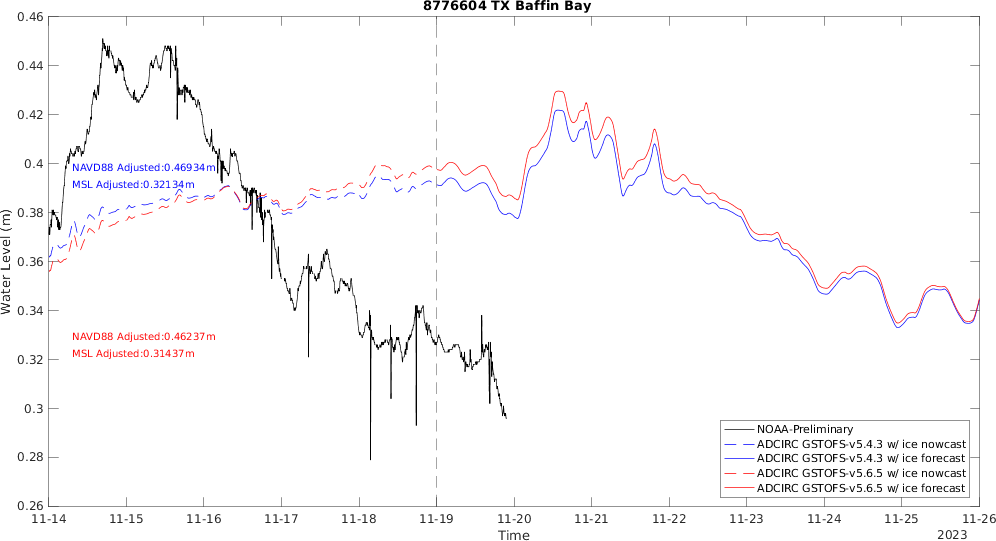 8776604 TX Baffin Bay
0.46
0.44
0.42
0.4
0.38
0.36
0.34
0.32
0.3
0.28
0.26
Water Level (m)
NAVD88 Adjusted:0.46934m
MSL Adjusted:0.32134m
NAVD88 Adjusted:0.46237m
MSL Adjusted:0.31437m
NOAA-Preliminary
ADCIRC GSTOFS-v5.4.3 w/ ice nowcast
ADCIRC GSTOFS-v5.4.3 w/ ice forecast
ADCIRC GSTOFS-v5.6.5 w/ ice nowcast
ADCIRC GSTOFS-v5.6.5 w/ ice forecast
11-14 11-15 11-16 11-17 11-18 11-19 11-20 11-21 11-22 11-23 11-24 11-25 11-26
Time
2023